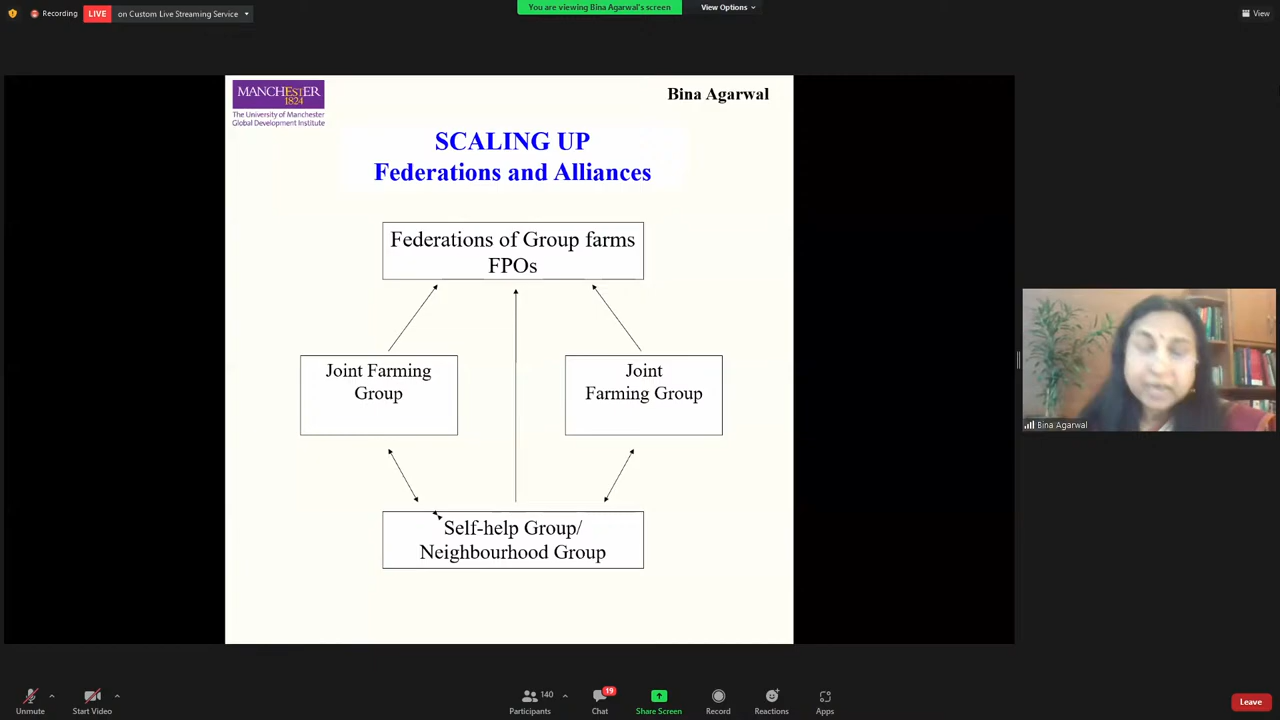 Recording
LIVE
on Custom Live Streaming Service
You are viewing Bina Agarwal's screen
View Options
View
MANCHESTER
1824
The University of Manchester
Global Development Institute
Bina Agarwal
SCALING UP
Federations and Alliances
Federations of Group farms
FPOs
Joint Farming
Group
Joint
Farming Group
Self-help Group/
Neighbourhood Group
Bina Agarwal
Unmute
Start Video
140
Participants
19
Chat
Share Screen
Record
Reactions
Apps
Leave